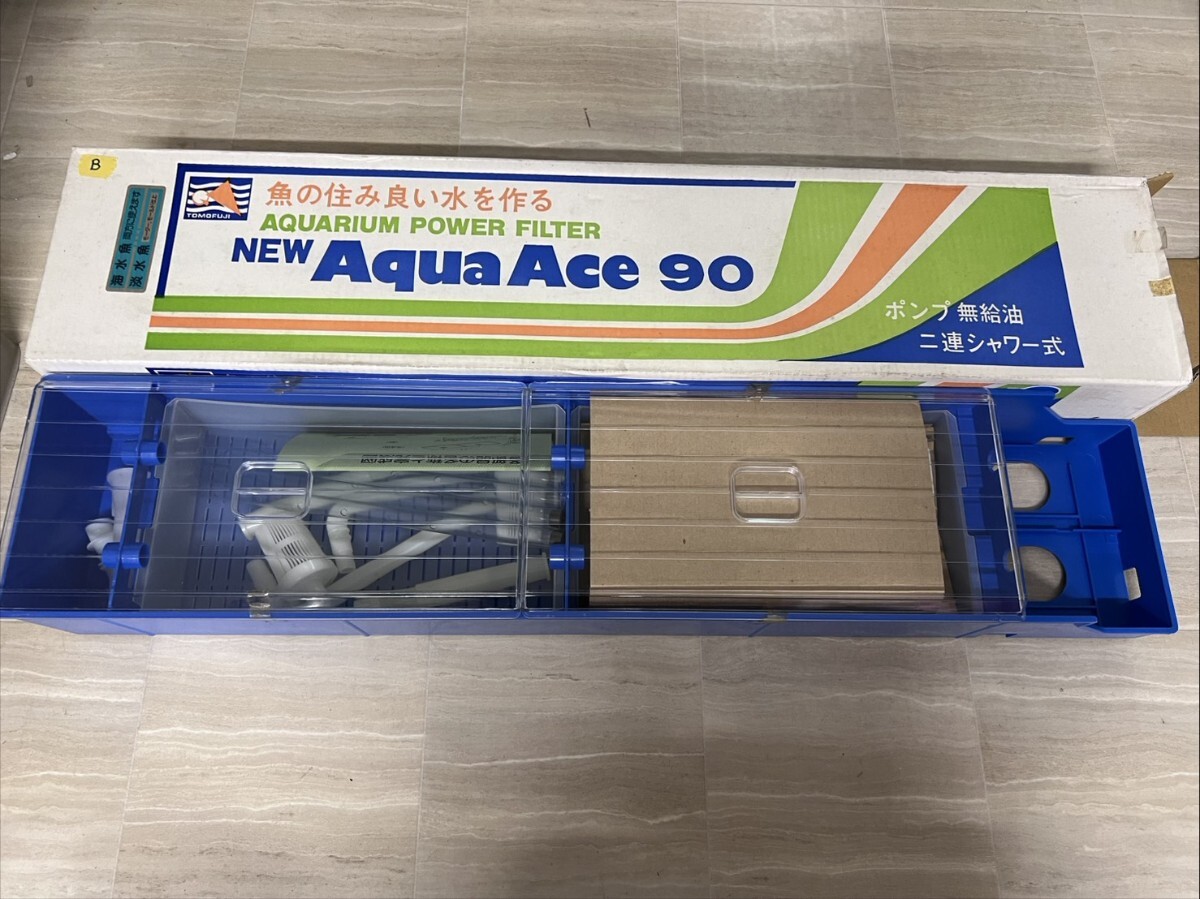 B
TOMOFUJI
魚の住み良い水を作る
AQUARIUM POWER FILTER
NEW Aqua Ace 90
ポンプ 無給油
二連シャワー式
海水魚
淡水魚